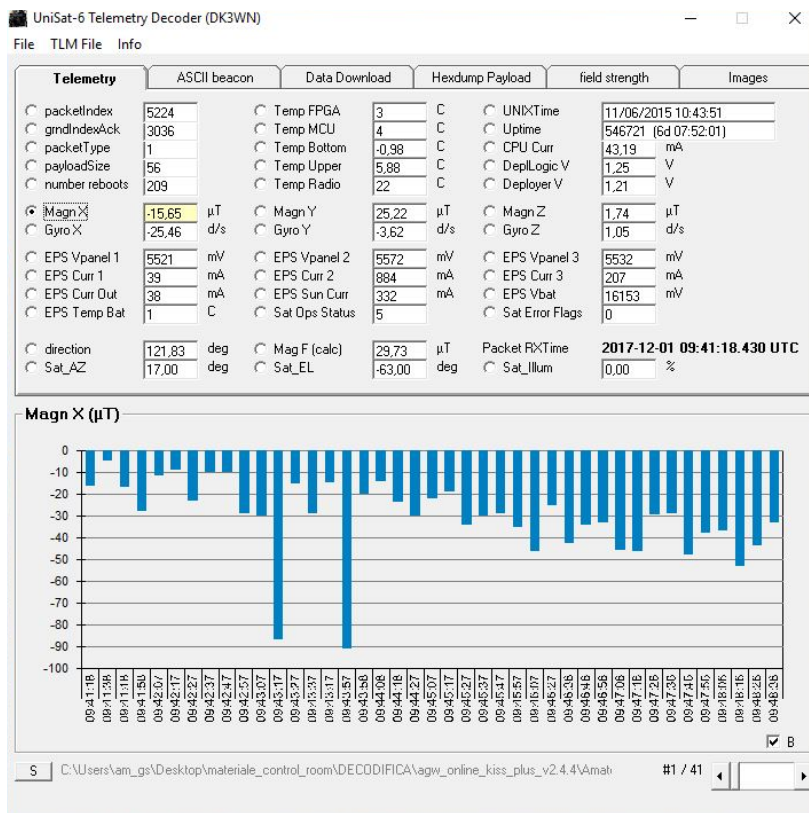 UniSat-6 Telemetry Decoder (DK3WN)
File TLM File Info
Telemetry ASCII beacon Data Download Hexdump Payload field strength Images
packetIndex 5224 Temp FPGA 3 C UNIXTime 11/06/2015 10:43:51
grndIndexAck 3036 Temp MCU 4 C Uptime 546721 (6d 07:52:01)
packetType 1 Temp Bottom -0,98 C CPU Curr 43,19 mA
payloadSize 56 Temp Upper 5,88 C DeplLogic V 1,25 V
number reboots 209 Temp Radio 22 C Deployer V 1,21 V
Magn X -15,65 µT Magn Y 25,22 µT Magn Z 1,74 µT
Gyro X -25,46 d/s Gyro Y -3,62 d/s Gyro Z 1,05 d/s
EPS Vpanel 1 5521 mV EPS Vpanel 2 5572 mV EPS Vpanel 3 5532 mV
EPS Curr 1 39 mA EPS Curr 2 884 mA EPS Curr 3 207 mA
EPS Curr Out 38 mA EPS Sun Curr 332 mA EPS Vbat 16153 mV
EPS Temp Bat 1 C Sat Ops Status 5 Sat Error Flags 0
direction 121,83 deg Mag F (calc) 29,73 µT Packet RXTime 2017-12-01 09:41:18.430 UTC
Sat_AZ 17,00 deg Sat_EL -63,00 deg Sat_Illum 0,00 %
Magn X (µT)
0
-10
-20
-30
-40
-50
-60
-70
-80
-90
-100
B
S C:\Users\am_gs\Desktop\materiale_control_room\DECODIFICA\agw_online_kiss_plus_v2.4.4\Amat #1 / 41